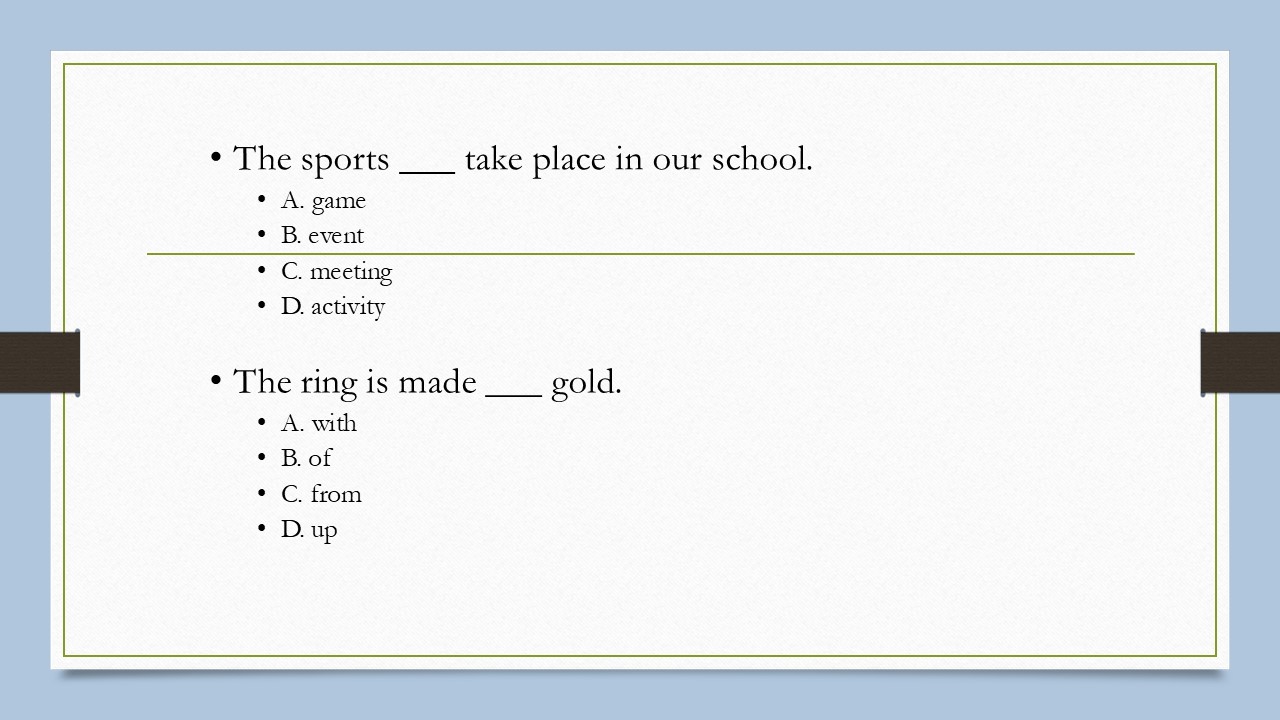 • The sports ___ take place in our school.
• A. game
• B. event
• C. meeting
• D. activity
• The ring is made ___ gold.
• A. with
• B. of
• C. from
• D. up